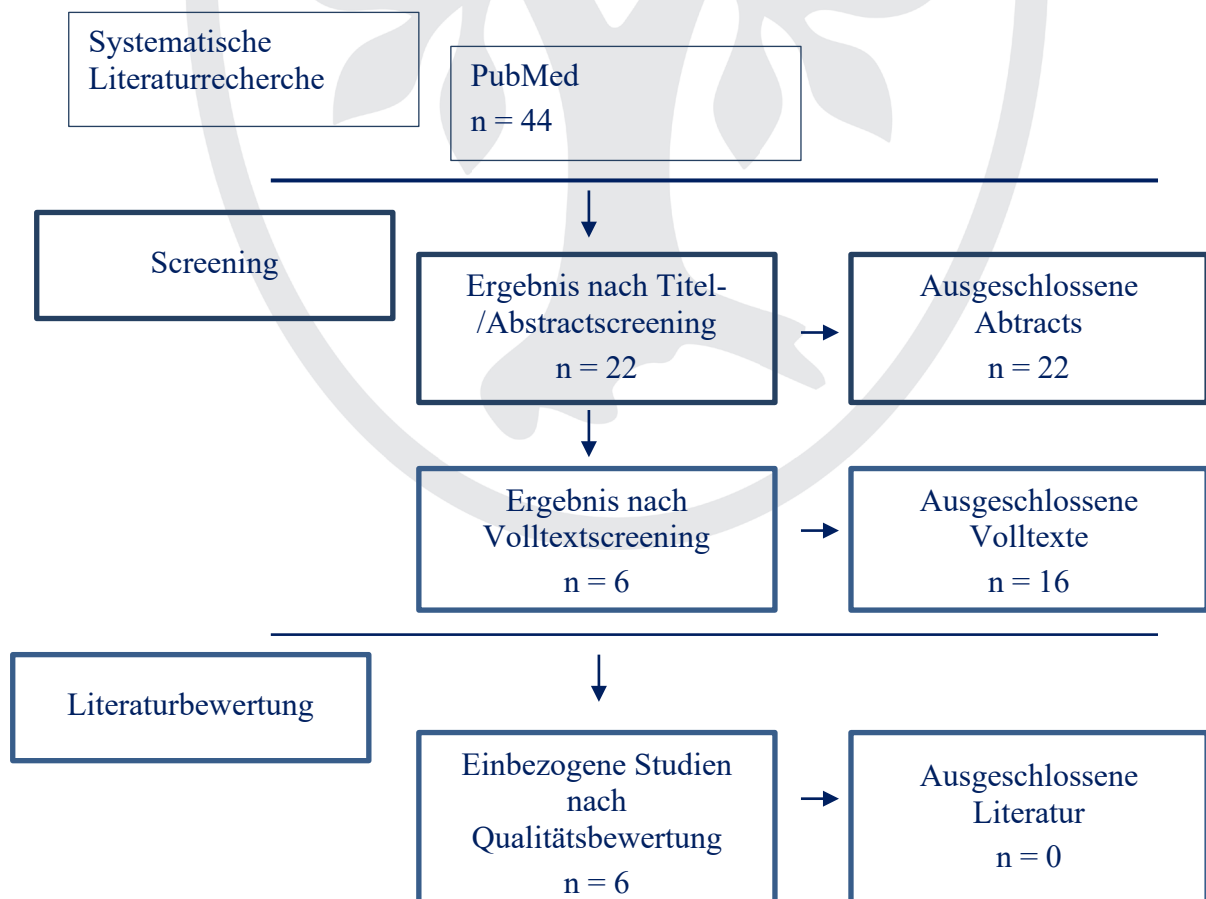 Systematische
Literaturrecherche
PubMed
n = 44
Screening
Ergebnis nach Titel-
/Abstractscreening
n = 22
Ausgeschlossene
Abtracts
n = 22
Ergebnis nach
Volltextscreening
n = 6
Ausgeschlossene
Volltexte
n = 16
Literaturbewertung
Einbezogene Studien
nach
Qualitätsbewertung
n = 6
Ausgeschlossene
Literatur
n = 0